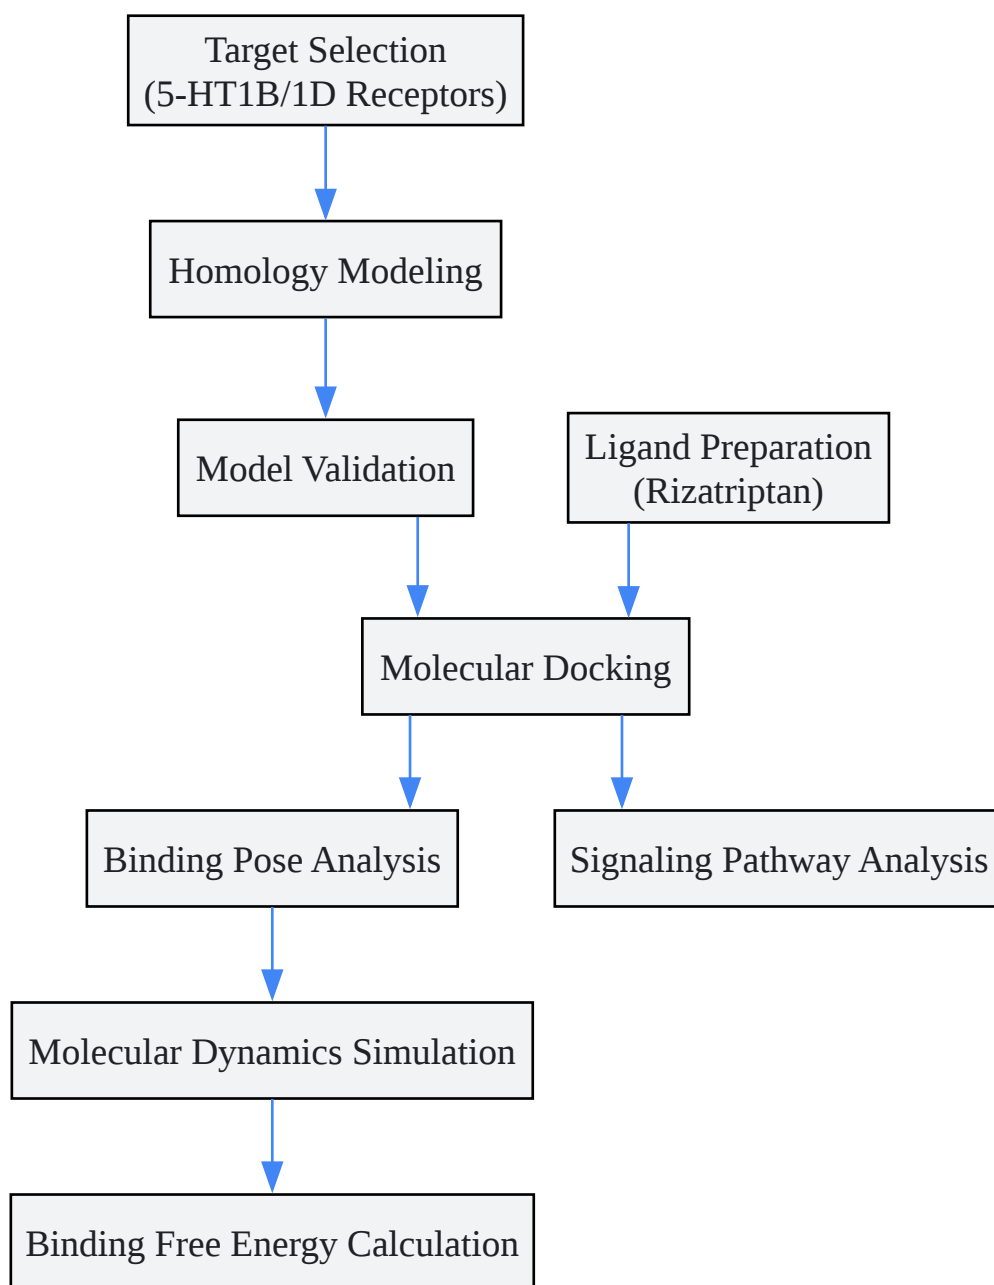 Target Selection
(5-HT1B/1D Receptors)
Homology Modeling
Model Validation
Ligand Preparation
(Rizatriptan)
Molecular Docking
Binding Pose Analysis
Signaling Pathway Analysis
Molecular Dynamics Simulation
Binding Free Energy Calculation